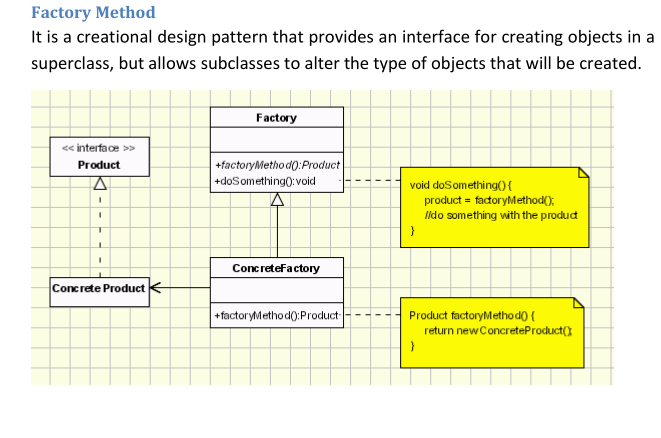 Factory Method
It is a creational design pattern that provides an interface for creating objects in a
superclass, but allows subclasses to alter the type of objects that will be created.
Factory
+factoryMethod():Product
+doSomething():void
<< interface >>
Product
void doSomething() {
product = factoryMethod();
//do something with the product
}
Concrete Product
ConcreteFactory
+factoryMethod():Product
Product factoryMethod() {
return new ConcreteProduct();
}